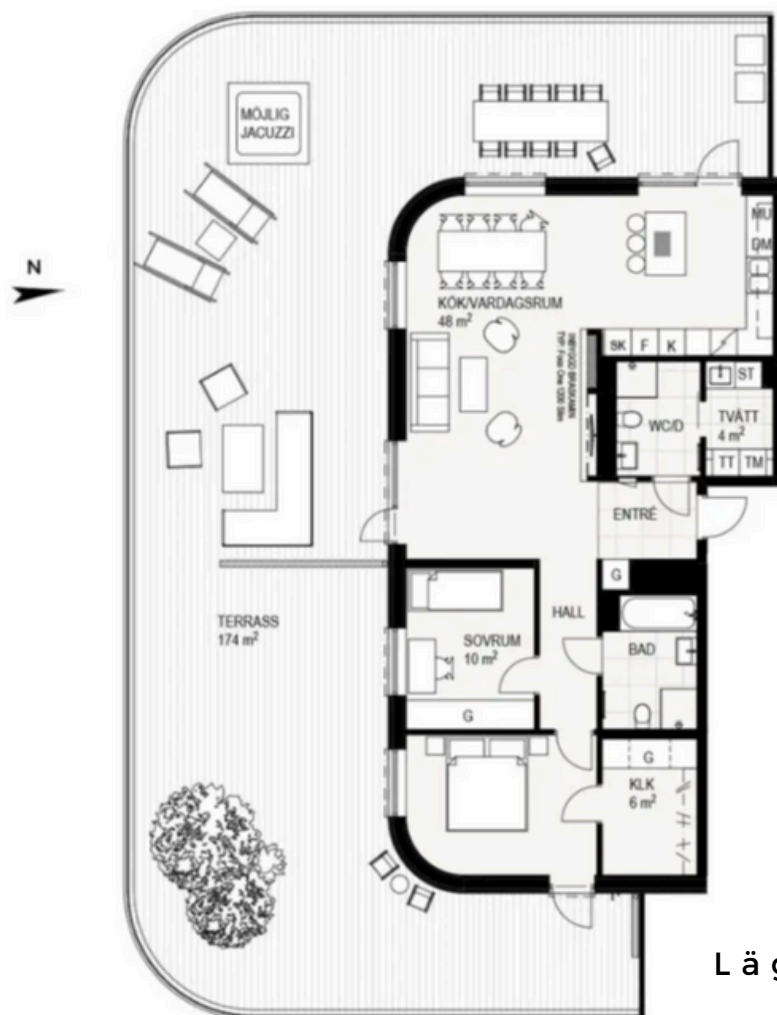 MÖJLIG
JACUZZI
N
MU
DM
KÖK/VARDAGSRUM
48 m²
SK F K
ST
TVÄTT
4 m²
WC/D
TT TM
ENTRÉ
G
HALL
TERRASS
174 m²
SOVRUM
10 m²
BAD
G
G
KLK
6 m²
Läg